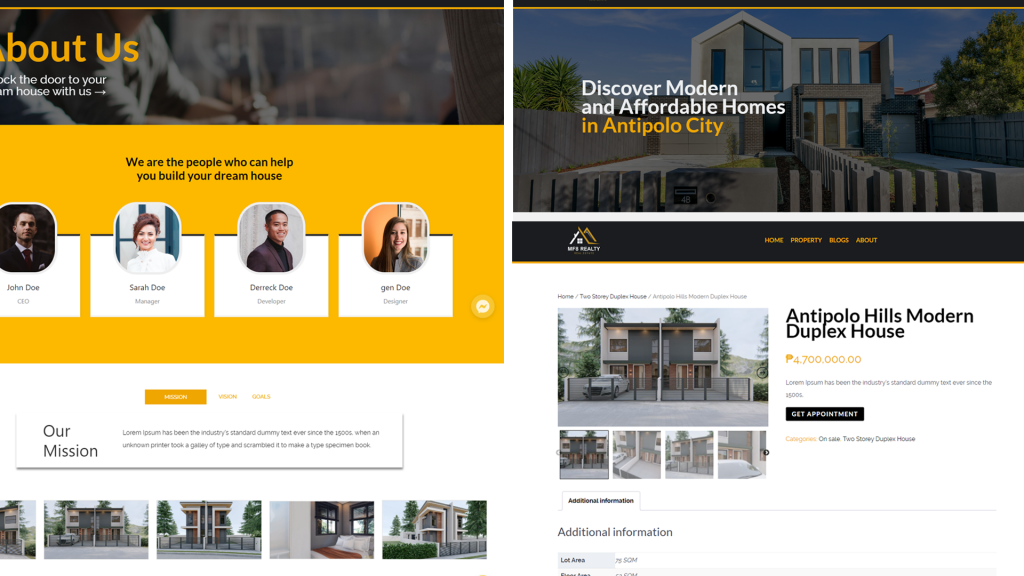 About Us
ock the door to your
am house with us →
We are the people who can help
you build your dream house
John Doe
CEO
Sarah Doe
Manager
Derreck Doe
Developer
gen Doe
Designer
MISSION
VISION
GOALS
Our
Mission
Lorem Ipsum has been the industry's standard dummy text ever since the 1500s, when an
unknown printer took a galley of type and scrambled it to make a type specimen book.
Discover Modern
and Affordable Homes
in Antipolo City
4B
MFB REALTY
HOME
PROPERTY
BLOGS
ABOUT
Home / Two Storey Duplex House / Antipolo Hills Modern Duplex House
Antipolo Hills Modern
Duplex House
₱4,700,000.00
Lorem Ipsum has been the industry's standard dummy text ever since the
1500s.
GET APPOINTMENT
Categories: On sale, Two Storey Duplex House
Additional information
Additional information
Lot Area
75 SQM
Floor Area
SQM